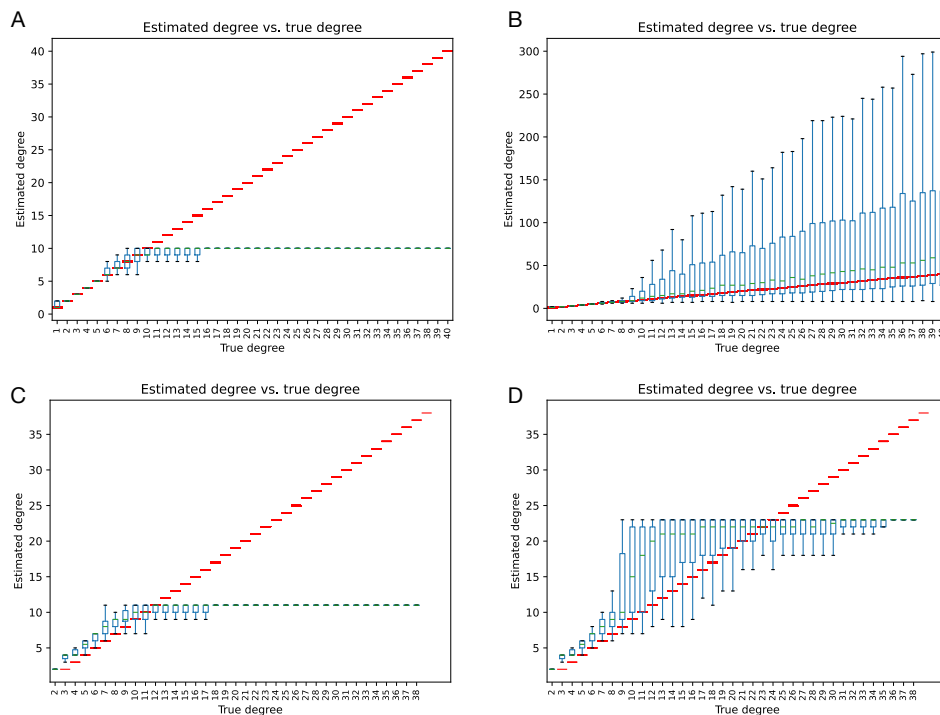 A
Estimated degree vs. true degree
Estimated degree
40
35
30
25
20
15
10
5
0
1 2 3 4 5 6 7 8 9 10 11 12 13 14 15 16 17 18 19 20 21 22 23 24 25 26 27 28 29 30 31 32 33 34 35 36 37 38 39 40
True degree
B
Estimated degree vs. true degree
Estimated degree
300
250
200
150
100
50
0
1 2 3 4 5 6 7 8 9 10 11 12 13 14 15 16 17 18 19 20 21 22 23 24 25 26 27 28 29 30 31 32 33 34 35 36 37 38 39
True degree
C
Estimated degree vs. true degree
Estimated degree
35
30
25
20
15
10
5
2 3 4 5 6 7 8 9 10 11 12 13 14 15 16 17 18 19 20 21 22 23 24 25 26 27 28 29 30 31 32 33 34 35 36 37 38
True degree
D
Estimated degree vs. true degree
Estimated degree
35
30
25
20
15
10
5
2 3 4 5 6 7 8 9 10 11 12 13 14 15 16 17 18 19 20 21 22 23 24 25 26 27 28 29 30 31 32 33 34 35 36 37 38
True degree